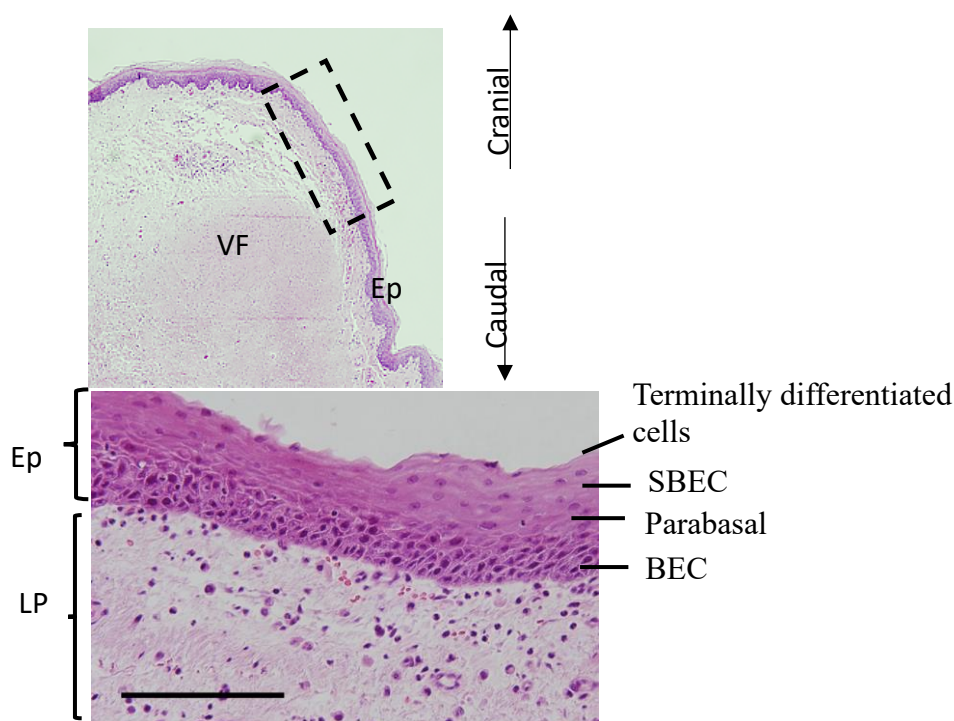 Cranial
VF
Ep
Caudal
Terminally differentiated
cells
Ep
SBEC
Parabasal
BEC
LP